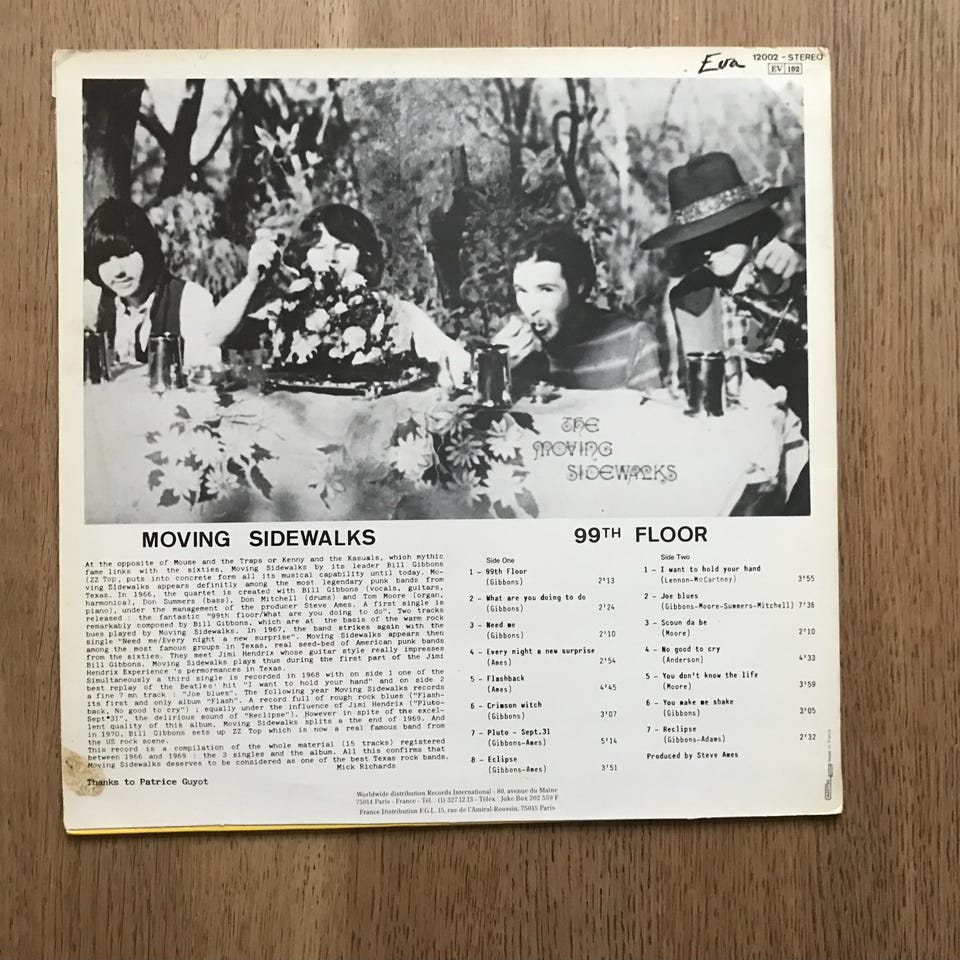 Eva 12002 - STEREO
EV 102
THE
MOVING
SIDEWALKS
MOVING SIDEWALKS
At the opposite of Mouse and the Traps or Kenny and the Kasuals, which mythic
fame links with the sixties, Moving Sidewalks by its leader Bill Gibbons
(ZZ Top, puts into concrete form all its musical capability until today. Mo-
ving Sidewalks appears definitly among the most legendary punk bands from
Texas. In 1966, the quartet is created with Bill Gibbons (vocals, guitars,
harmonica), Don Summers (bass), Don Mitchell (drums) and Tom Moore (organ,
piano), under the management of the producer Steve Ames. A first single is
released : the fantastic "99th floor/What are you doing to do". Two tracks
remarkably composed by Bill Gibbons, which are at the basis of the warm rock
bues played by Moving Sidewalks. In 1967, the band strikes again with the
single "Need me/Every night a new surprise". Moving Sidewalks appears then
among the most famous groups in Texas, real seed-bed of American punk bands
from the sixties. They meet Jimi Hendrix whose guitar style really impresses
Bill Gibbons. Moving Sidewalks plays thus during the first part of the Jimi
Hendrix Experience 's permormances in Texas.
Simultaneously a third single is recorded in 1968 with on side 1 one of the
best replay of the Beatles' hit "I want to hold your hand" and on side 2
a fine 7 mn track : "Joe blues". The following year Moving Sidewalks records
its first and only album "Flash". A record full of rough rock blues ("Flash-
back, No good to cry") ; equally under the influence of Jimi Hendrix ("Pluto-
Sept*31", the delirious sound of "Reclipse"). However in spite of the excel-
lent quality of this album, Moving Sidewalks splits a the end of 1969. And
in 1970, Bill Gibbons sets up ZZ Top which is now a real famous band from
the US rock scene.
This record is a compilation of the whole material (15 tracks) registered
between 1966 and 1969 : the 3 singles and the album. All this confirms that
Moving Sidewalks deserves to be considered as one of the best Texas rock bands.
Mick Richards
Thanks to Patrice Guyot
99TH FLOOR
Side One
1 - 99th Floor
(Gibbons) 2'13
2 - What are you doing to do
(Gibbons) 2'24
3 - Need me
(Gibbons) 2'10
4 - Every night a new surprise
(Ames) 2'54
5 - Flashback
(Ames) 4'45
6 - Crimson witch
(Gibbons) 3'07
7 - Pluto - Sept.31
(Gibbons-Ames) 5'14
8 - Eclipse
(Gibbons-Ames) 3'51
Side Two
1 - I want to hold your hand
(Lennon-McCartney) 3'55
2 - Joe blues
(Gibbons-Moore-Summers-Mitchell) 7'36
3 - Scoun da be
(Moore) 2'10
4 - No good to cry
(Anderson) 4'33
5 - You don't know the life
(Moore) 3'59
6 - You make me shake
(Gibbons) 3'05
7 - Reclipse
(Gibbons-Adams) 2'32
Produced by Steve Ames
Worldwide distribution Records International - 80, avenue du Maine
75014 Paris - France - Tél. : (1) 327.12.13 - Télex : Juke Box 202 559 F
France Distribution F.G.L. 15, rue de l'Amiral-Roussin, 75015 Paris
Made in France